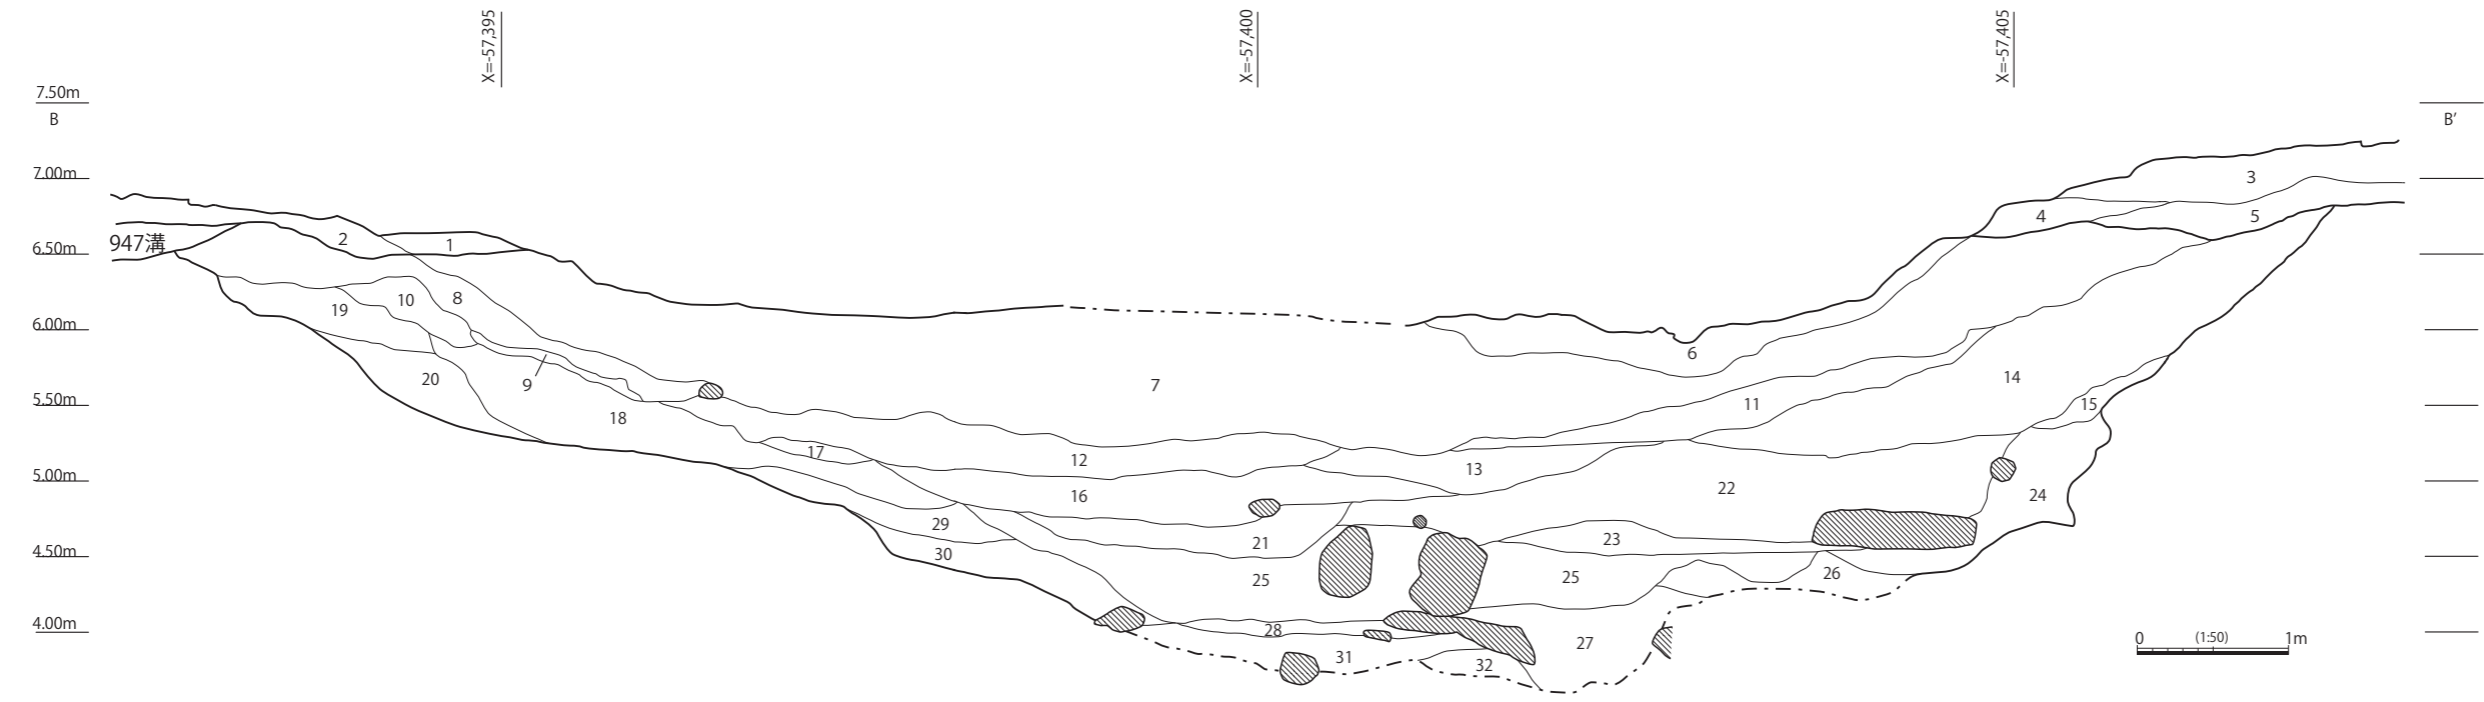 X=-57,395
X=-57,400
X=-57,405
7.50m
B
B′
7.00m
6.50m
6.00m
5.50m
5.00m
4.50m
4.00m
947溝
1
2
3
4
5
6
7
8
9
10
11
12
13
14
15
16
17
18
19
20
21
22
23
24
25
25
26
27
28
29
30
31
32
0 (1:50) 1m